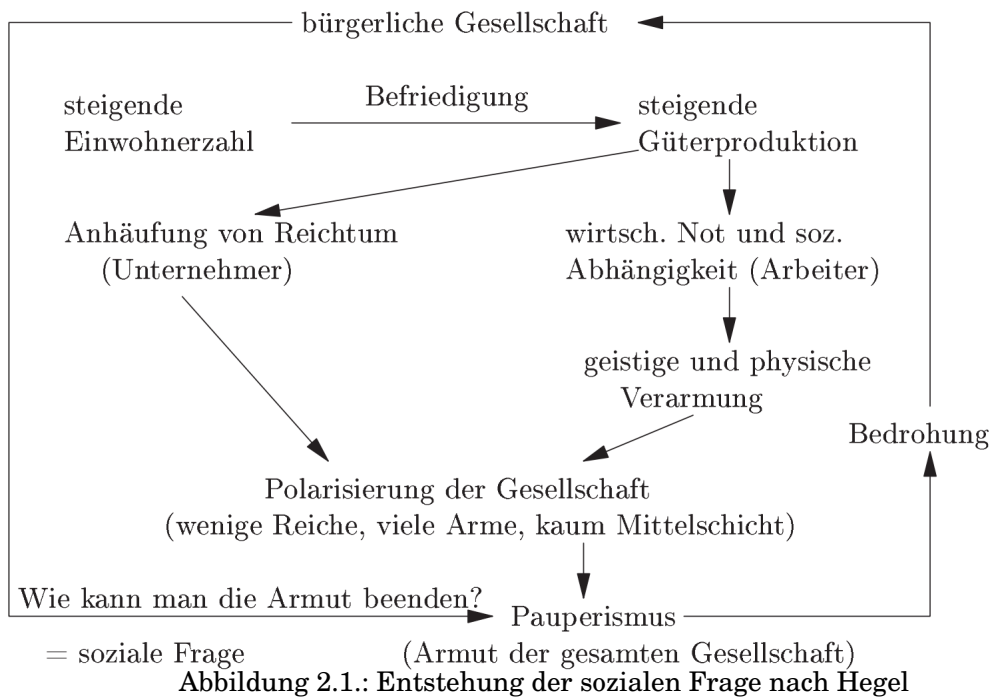 bürgerliche Gesellschaft
steigende
Einwohnerzahl
Befriedigung
steigende
Güterproduktion
Anhäufung von Reichtum
(Unternehmer)
wirtsch. Not und soz.
Abhängigkeit (Arbeiter)
geistige und physische
Verarmung
Bedrohung
Polarisierung der Gesellschaft
(wenige Reiche, viele Arme, kaum Mittelschicht)
Wie kann man die Armut beenden?
= soziale Frage
Pauperismus
(Armut der gesamten Gesellschaft)
Abbildung 2.1.: Entstehung der sozialen Frage nach Hegel